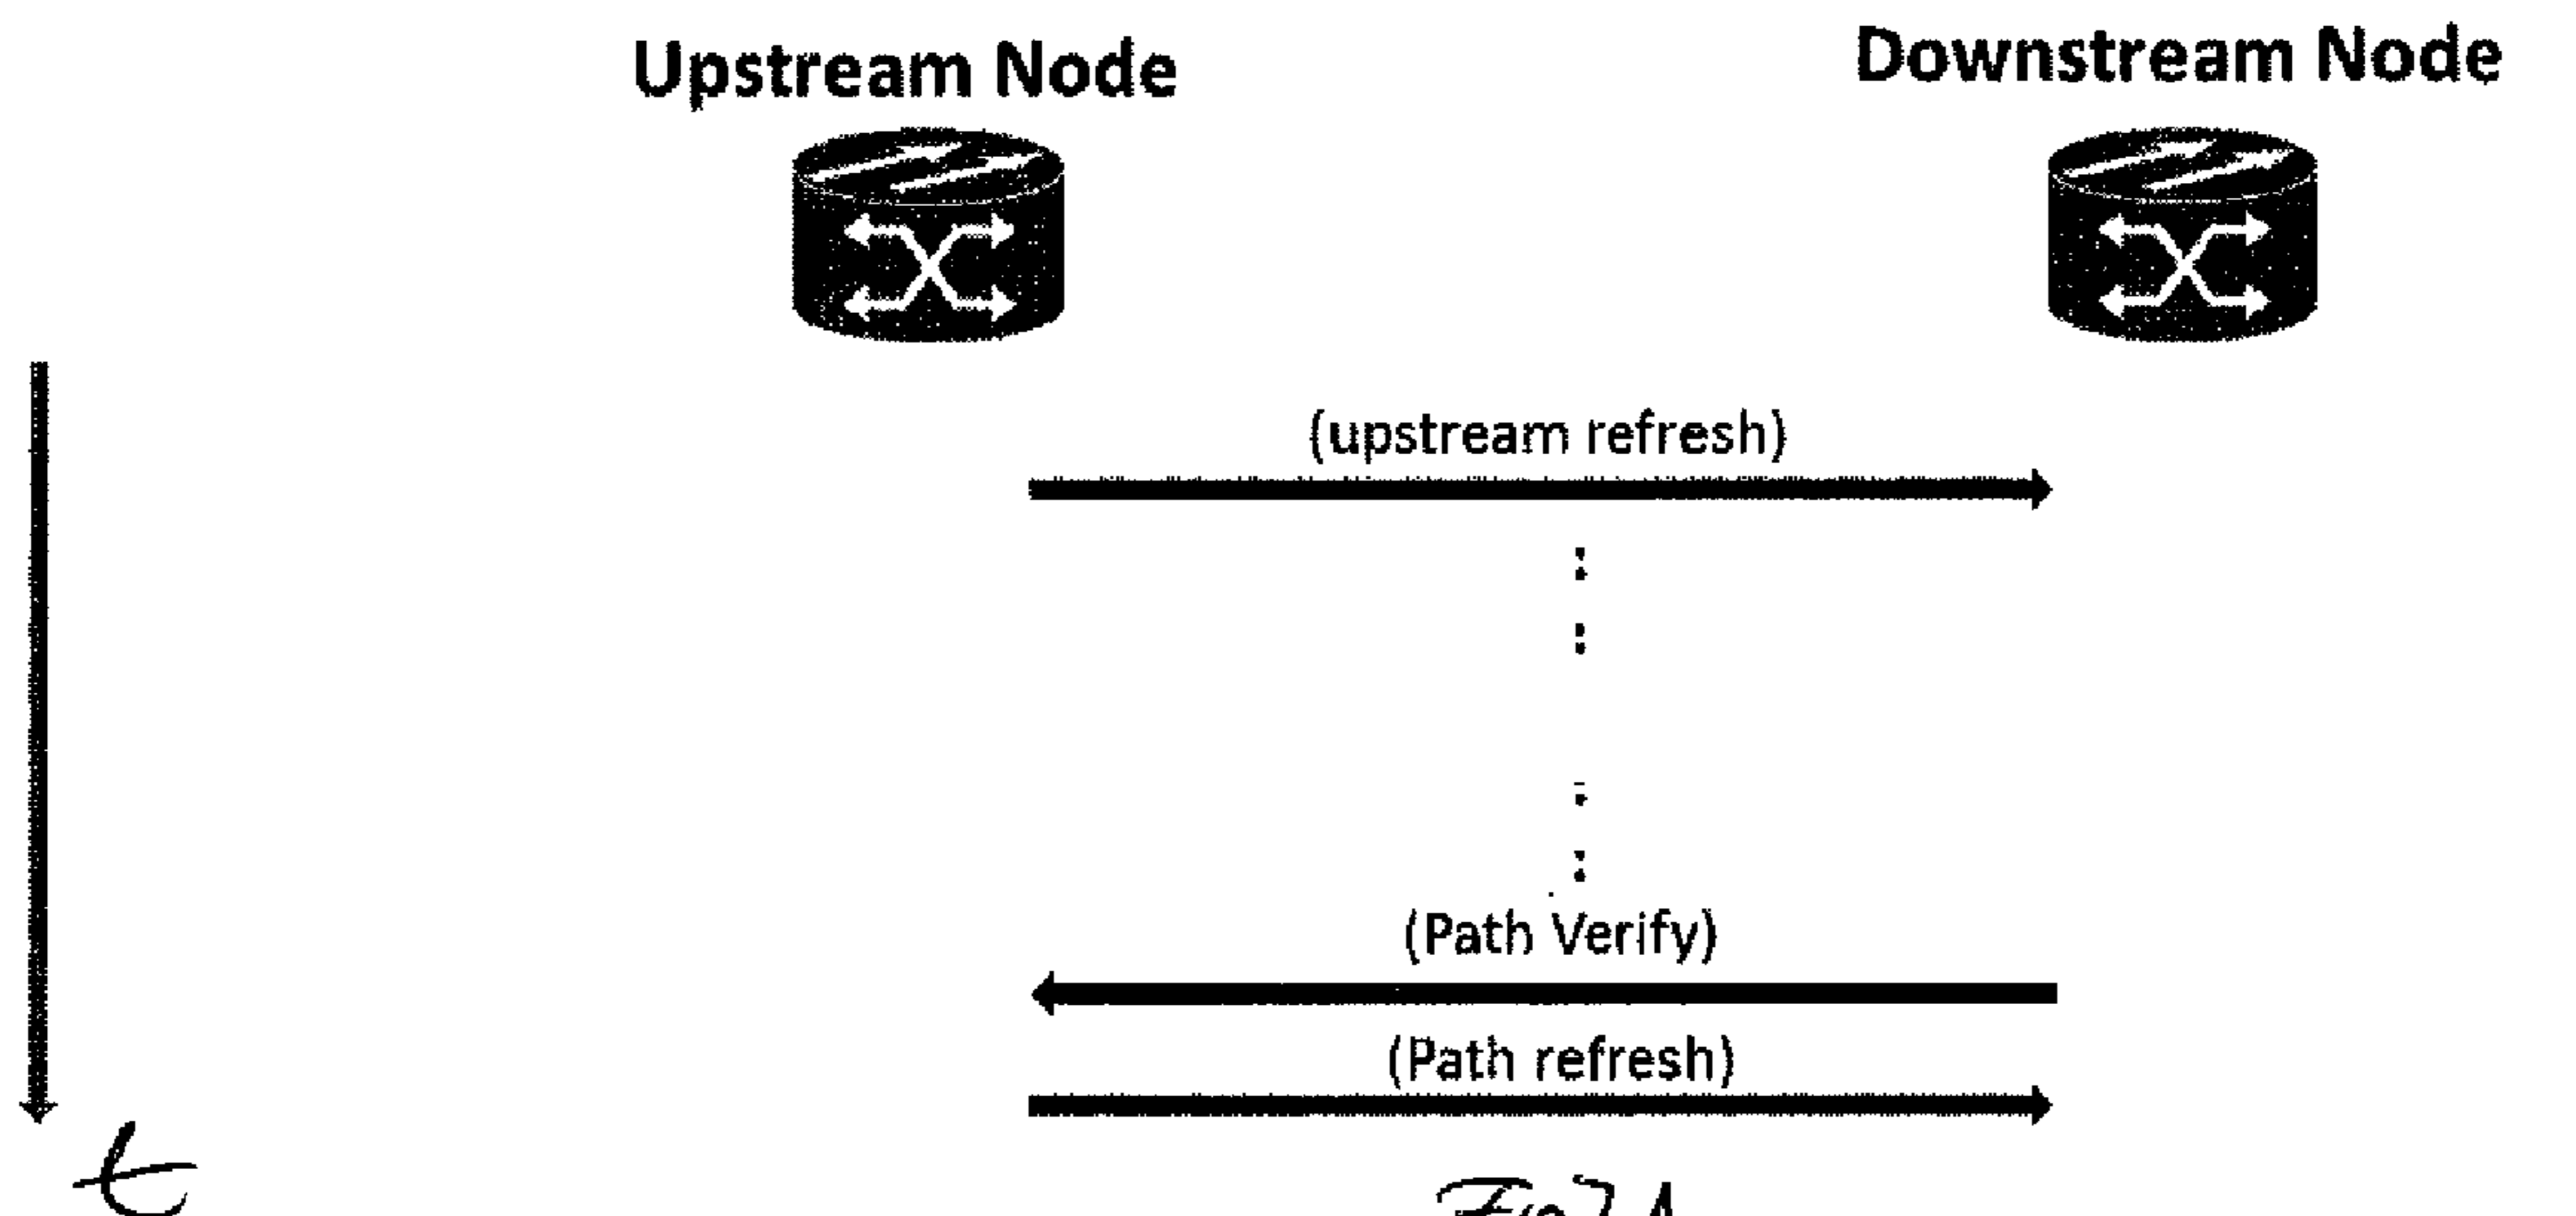 Upstream Node
Downstream Node
(upstream refresh)
(Path Verify)
(Path refresh)
t